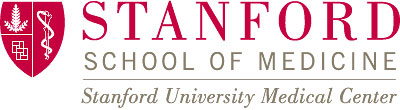 STANFORD
SCHOOL OF MEDICINE
Stanford University Medical Center